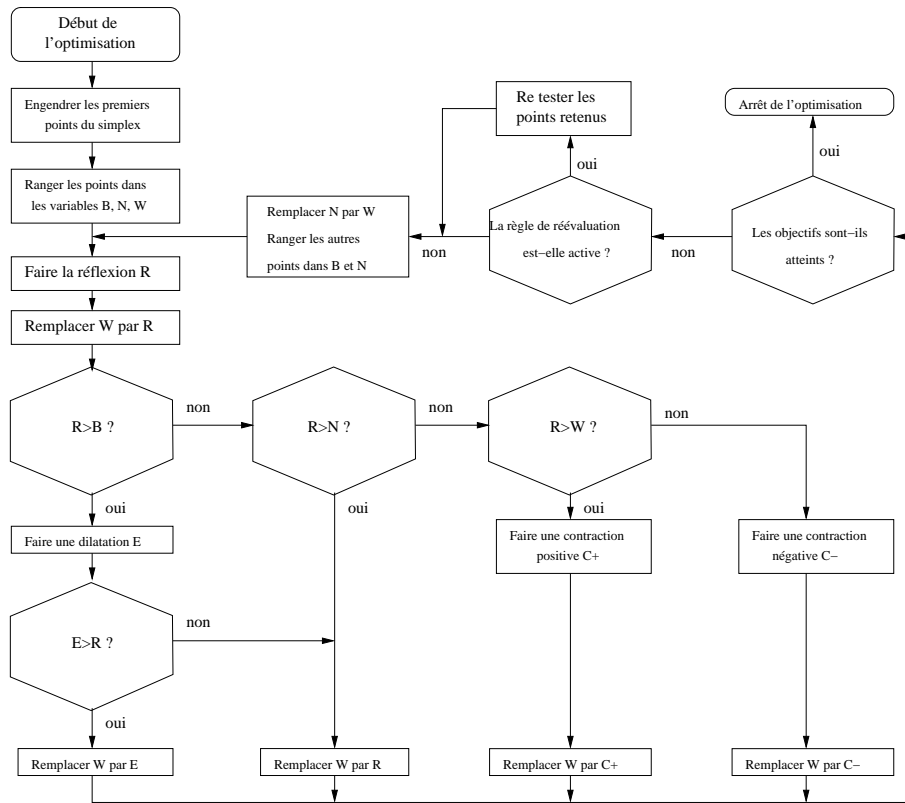 Début de
l'optimisation
Engendrer les premiers
points du simplex
Ranger les points dans
les variables B, N, W
Faire la réflexion R
Remplacer W par R
Re tester les
points retenus
Arrêt de l'optimisation
oui
oui
Remplacer N par W
Ranger les autres
points dans B et N
non
La règle de réévaluation
est−elle active ?
non
Les objectifs sont−ils
atteints ?
R>B ?
non
R>N ?
non
R>W ?
non
oui
oui
oui
Faire une dilatation E
Faire une contraction
positive C+
Faire une contraction
négative C−
E>R ?
non
oui
Remplacer W par E
Remplacer W par R
Remplacer W par C+
Remplacer W par C−